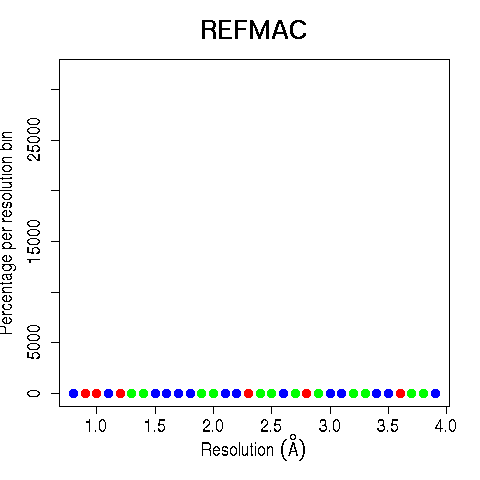 REFMAC
Percentage per resolution bin
25000
15000
5000
0
1.0 1.5 2.0 2.5 3.0 3.5 4.0
Resolution (Å)